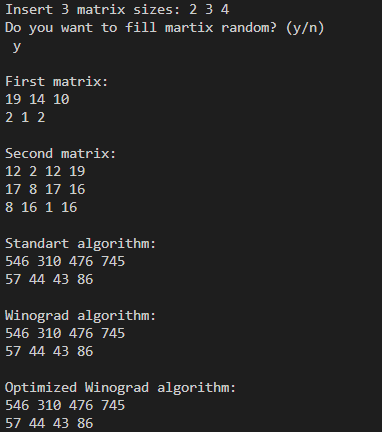 Insert 3 matrix sizes: 2 3 4
Do you want to fill martix random? (y/n)
y
First matrix:
19 14 10
2 1 2
Second matrix:
12 2 12 19
17 8 17 16
8 16 1 16
Standart algorithm:
546 310 476 745
57 44 43 86
Winograd algorithm:
546 310 476 745
57 44 43 86
Optimized Winograd algorithm:
546 310 476 745
57 44 43 86